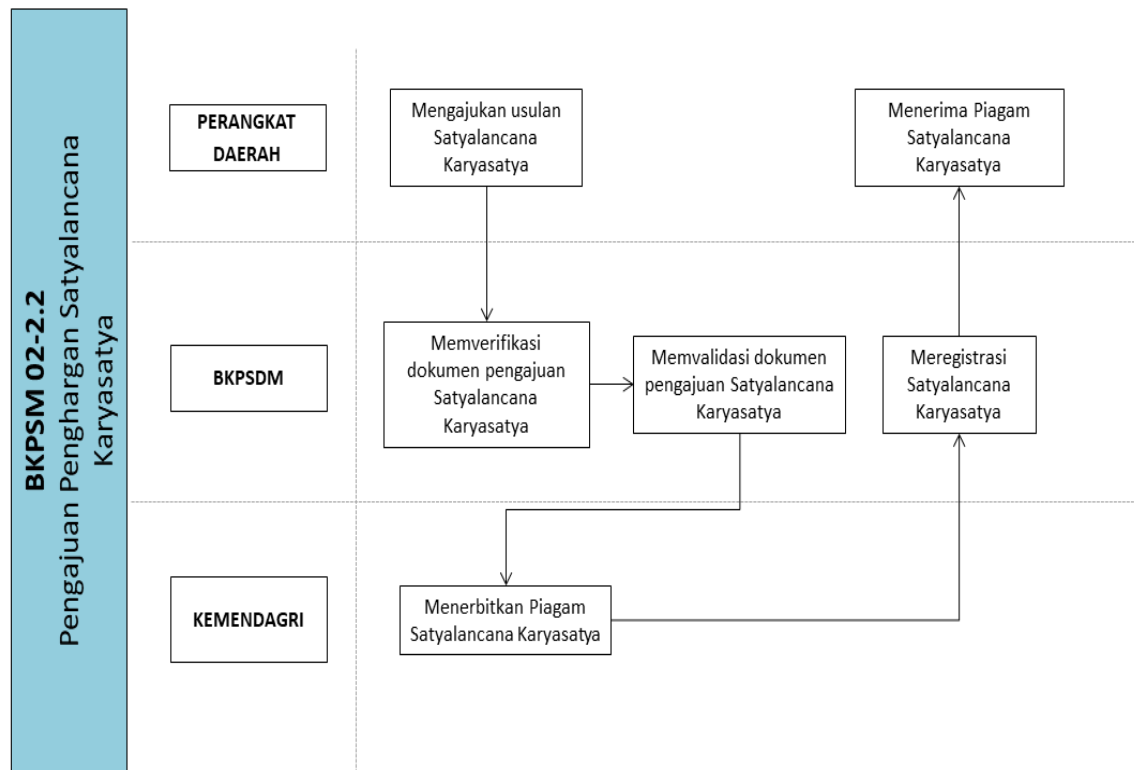 BKPSM 02-2.2
Pengajuan Penghargan Satyalancana
Karyasatya
PERANGKAT
DAERAH
Mengajukan usulan
Satyalancana
Karyasatya
Menerima Piagam
Satyalancana
Karyasatya
BKPSDM
Memverifikasi
dokumen pengajuan
Satyalancana
Karyasatya
Memvalidasi dokumen
pengajuan Satyalancana
Karyasatya
Meregistrasi
Satyalancana
Karyasatya
KEMENDAGRI
Menerbitkan Piagam
Satyalancana Karyasatya